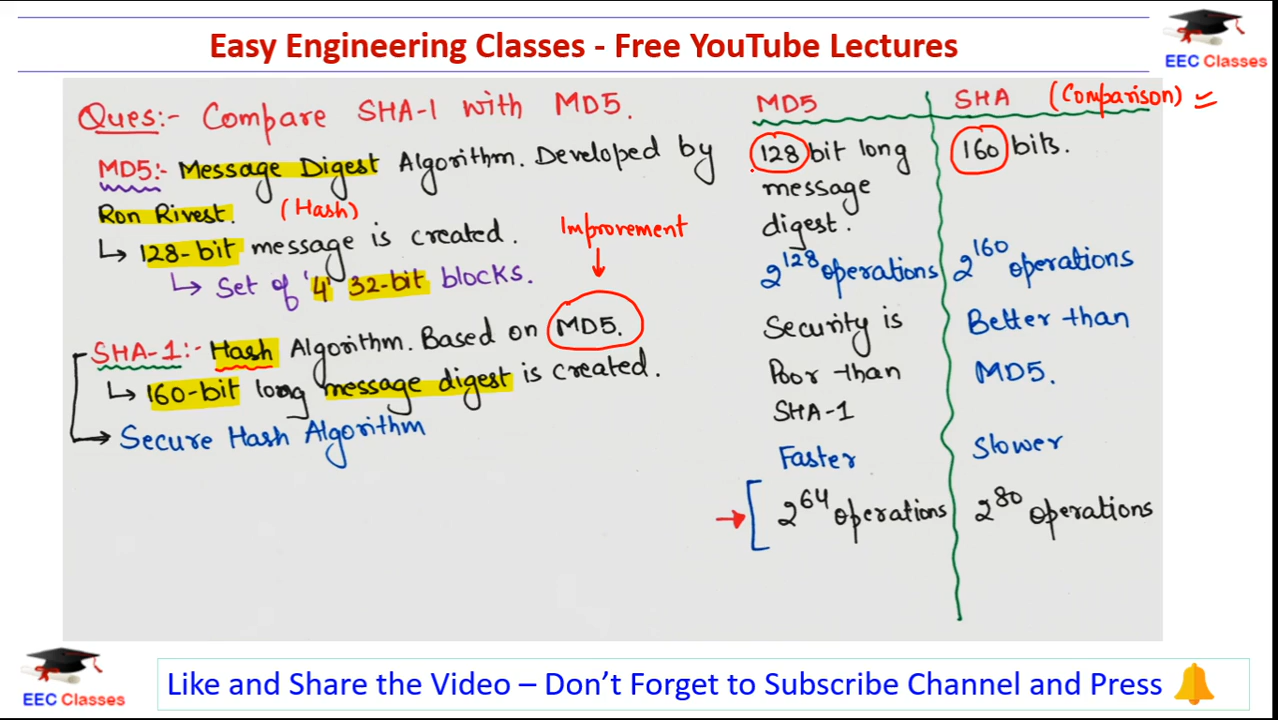 Easy Engineering Classes - Free YouTube Lectures
EEC Classes
Ques:- Compare SHA-1 with MD5.
MD5:- Message Digest Algorithm. Developed by
Ron Rivest. (Hash)
↳ 128-bit message is created.
↳ Set of '4' 32-bit blocks.
Improvement
SHA-1:- Hash Algorithm. Based on MD5.
↳ 160-bit long message digest is created.
→ Secure Hash Algorithm
MD5 SHA (Comparison)
128 bit long 160 bits.
message
digest.
2^128 operations 2^160 operations
Security is Better than
Poor than MD5.
SHA-1
Faster Slower
→ [ 2^64 operations 2^80 operations
EEC Classes
Like and Share the Video – Don't Forget to Subscribe Channel and Press